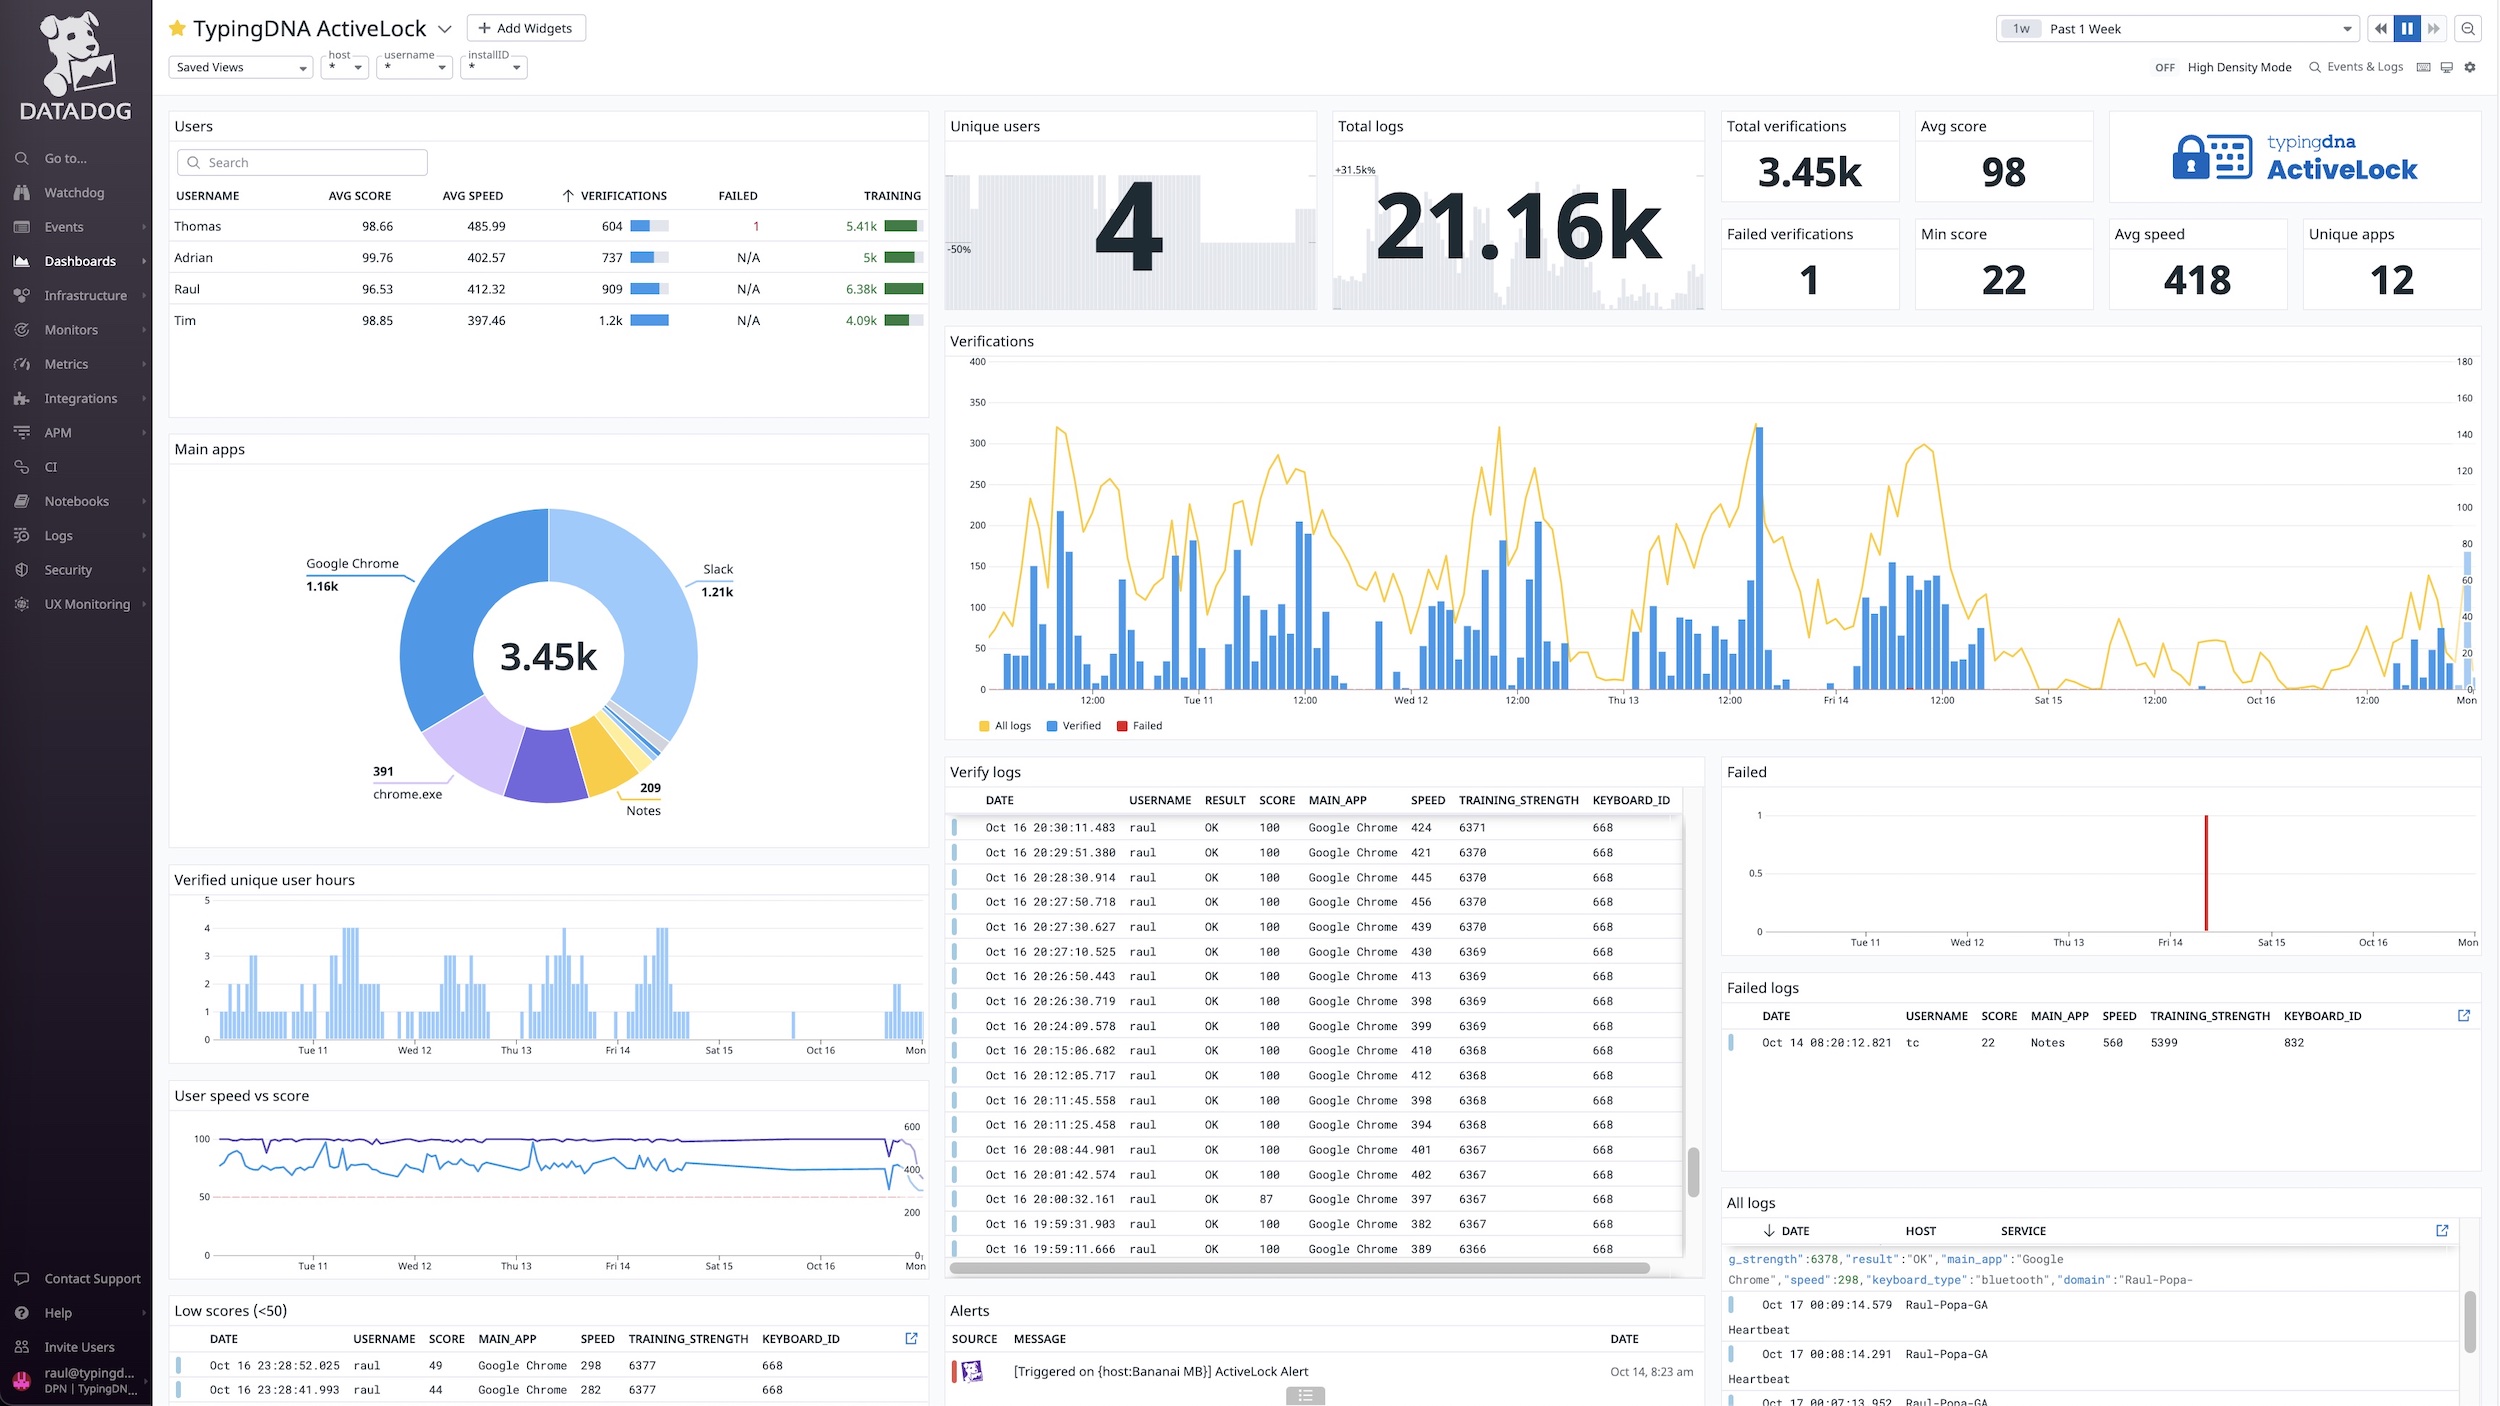 DATADOG
Go to...
Watchdog
Events
Dashboards
Infrastructure
Monitors
Metrics
Integrations
APM
CI
Notebooks
Logs
Security
UX Monitoring
Contact Support
Help
Invite Users
raul@typingd...
DPN | TypingDN...
TypingDNA ActiveLock
+ Add Widgets
1w Past 1 Week
Saved Views
host
*
username
*
installID
*
OFF High Density Mode
Events & Logs
Users
Search
USERNAME AVG SCORE AVG SPEED ↑ VERIFICATIONS FAILED TRAINING
Thomas 98.66 485.99 604 1 5.41k
Adrian 99.76 402.57 737 N/A 5k
Raul 96.53 412.32 909 N/A 6.38k
Tim 98.85 397.46 1.2k N/A 4.09k
Unique users
-50%
4
Total logs
+31.5k%
21.16k
Total verifications
3.45k
Avg score
98
typingdna
ActiveLock
Failed verifications
1
Min score
22
Avg speed
418
Unique apps
12
Main apps
Google Chrome
1.16k
Slack
1.21k
3.45k
391
chrome.exe
209
Notes
Verifications
400
350
300
250
200
150
100
50
0
180
160
140
120
100
80
60
40
20
0
12:00 Tue 11 12:00 Wed 12 12:00 Thu 13 12:00 Fri 14 12:00 Sat 15 12:00 Oct 16 12:00 Mon
All logs Verified Failed
Verified unique user hours
5
4
3
2
1
0
Tue 11 Wed 12 Thu 13 Fri 14 Sat 15 Oct 16 Mon
User speed vs score
100
50
0
600
400
200
0
Tue 11 Wed 12 Thu 13 Fri 14 Sat 15 Oct 16 Mon
Low scores (<50)
DATE USERNAME SCORE MAIN_APP SPEED TRAINING_STRENGTH KEYBOARD_ID
Oct 16 23:28:52.025 raul 49 Google Chrome 298 6377 668
Oct 16 23:28:41.993 raul 44 Google Chrome 282 6377 668
Verify logs
DATE USERNAME RESULT SCORE MAIN_APP SPEED TRAINING_STRENGTH KEYBOARD_ID
Oct 16 20:30:11.483 raul OK 100 Google Chrome 424 6371 668
Oct 16 20:29:51.380 raul OK 100 Google Chrome 421 6370 668
Oct 16 20:28:30.914 raul OK 100 Google Chrome 445 6370 668
Oct 16 20:27:50.718 raul OK 100 Google Chrome 456 6370 668
Oct 16 20:27:30.627 raul OK 100 Google Chrome 439 6370 668
Oct 16 20:27:10.525 raul OK 100 Google Chrome 430 6369 668
Oct 16 20:26:50.443 raul OK 100 Google Chrome 413 6369 668
Oct 16 20:26:30.719 raul OK 100 Google Chrome 398 6369 668
Oct 16 20:24:09.578 raul OK 100 Google Chrome 399 6369 668
Oct 16 20:15:06.682 raul OK 100 Google Chrome 410 6368 668
Oct 16 20:12:05.717 raul OK 100 Google Chrome 412 6368 668
Oct 16 20:11:45.558 raul OK 100 Google Chrome 398 6368 668
Oct 16 20:11:25.458 raul OK 100 Google Chrome 394 6368 668
Oct 16 20:08:44.901 raul OK 100 Google Chrome 401 6367 668
Oct 16 20:01:42.574 raul OK 100 Google Chrome 402 6367 668
Oct 16 20:00:32.161 raul OK 87 Google Chrome 397 6367 668
Oct 16 19:59:31.903 raul OK 100 Google Chrome 382 6367 668
Oct 16 19:59:11.666 raul OK 100 Google Chrome 389 6366 668
Alerts
SOURCE MESSAGE DATE
[Triggered on {host:Bananai MB}] ActiveLock Alert Oct 14, 8:23 am
Failed
1
0.5
0
Tue 11 Wed 12 Thu 13 Fri 14 Sat 15 Oct 16 Mon
Failed logs
DATE USERNAME SCORE MAIN_APP SPEED TRAINING_STRENGTH KEYBOARD_ID
Oct 14 08:20:12.821 tc 22 Notes 560 5399 832
All logs
↓ DATE HOST SERVICE
g_strength":6378,"result":"OK","main_app":"Google
Chrome","speed":298,"keyboard_type":"bluetooth","domain":"Raul-Popa-
Oct 17 00:09:14.579 Raul-Popa-GA
Heartbeat
Oct 17 00:08:14.291 Raul-Popa-GA
Heartbeat
Oct 17 00:07:13.952 Raul-Popa-GA